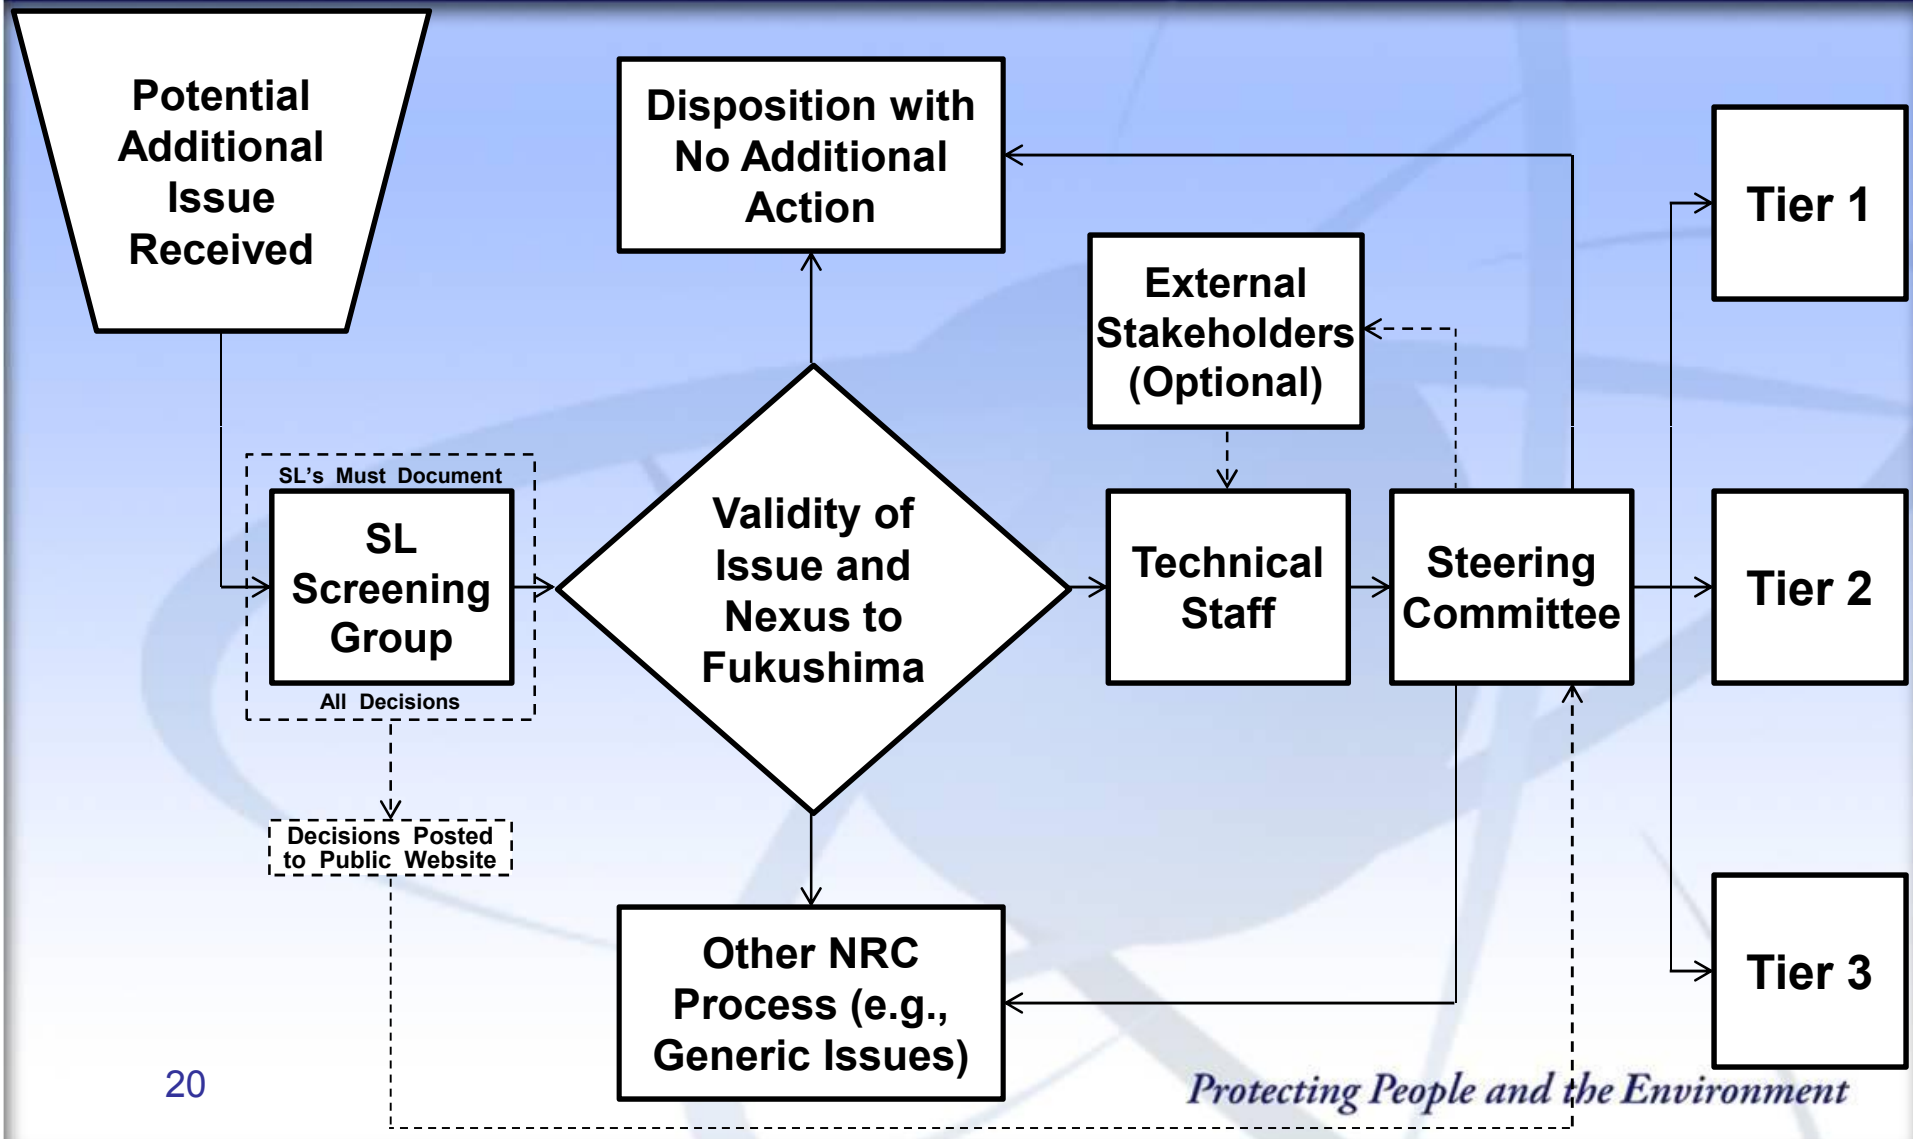 Potential
Additional
Issue
Received
Disposition with
No Additional
Action
External
Stakeholders
(Optional)
Tier 1
SL's Must Document
SL
Screening
Group
All Decisions
Validity of
Issue and
Nexus to
Fukushima
Technical
Staff
Steering
Committee
Tier 2
Decisions Posted
to Public Website
Other NRC
Process (e.g.,
Generic Issues)
Tier 3
20
Protecting People and the Environment